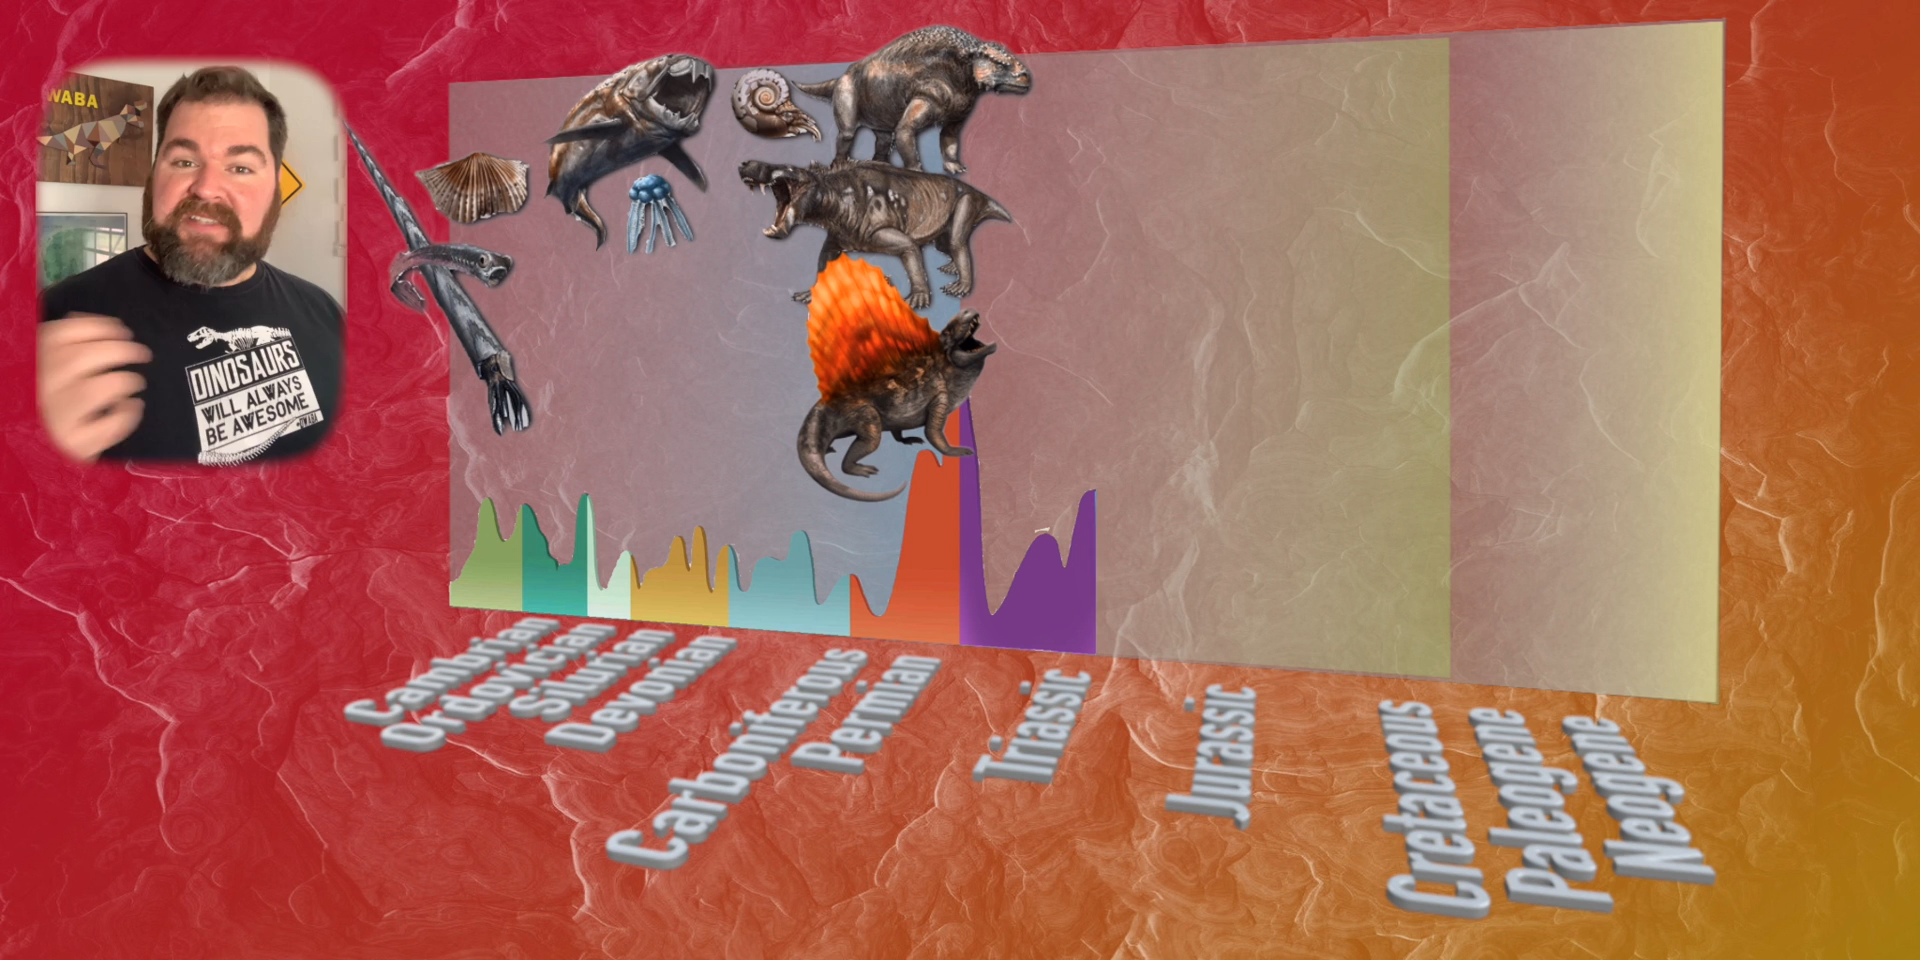 WABA
DINOSAURS
WILL ALWAYS
BE AWESOME
Cambrian
Ordovician
Silurian
Devonian
Carboniferous
Permian
Triassic
Jurassic
Cretaceous
Paleogene
Neogene